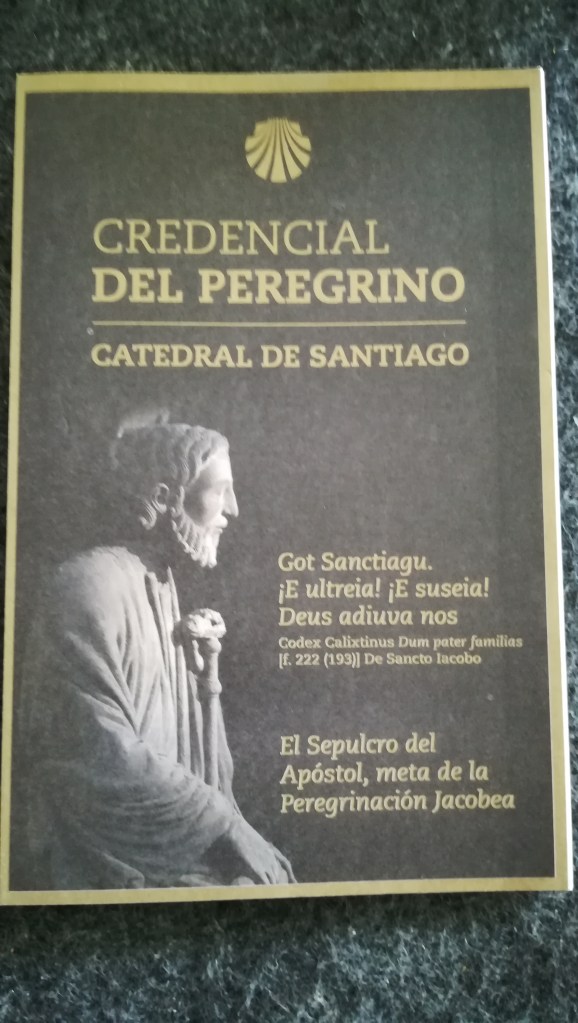 CREDENCIAL
DEL PEREGRINO
CATEDRAL DE SANTIAGO
Got Sanctiagu.
¡E ultreia! ¡E suseia!
Deus adiuva nos
Codex Calixtinus Dum pater familias
[f. 222 (193)] De Sancto Iacobo
El Sepulcro del
Apóstol, meta de la
Peregrinación Jacobea